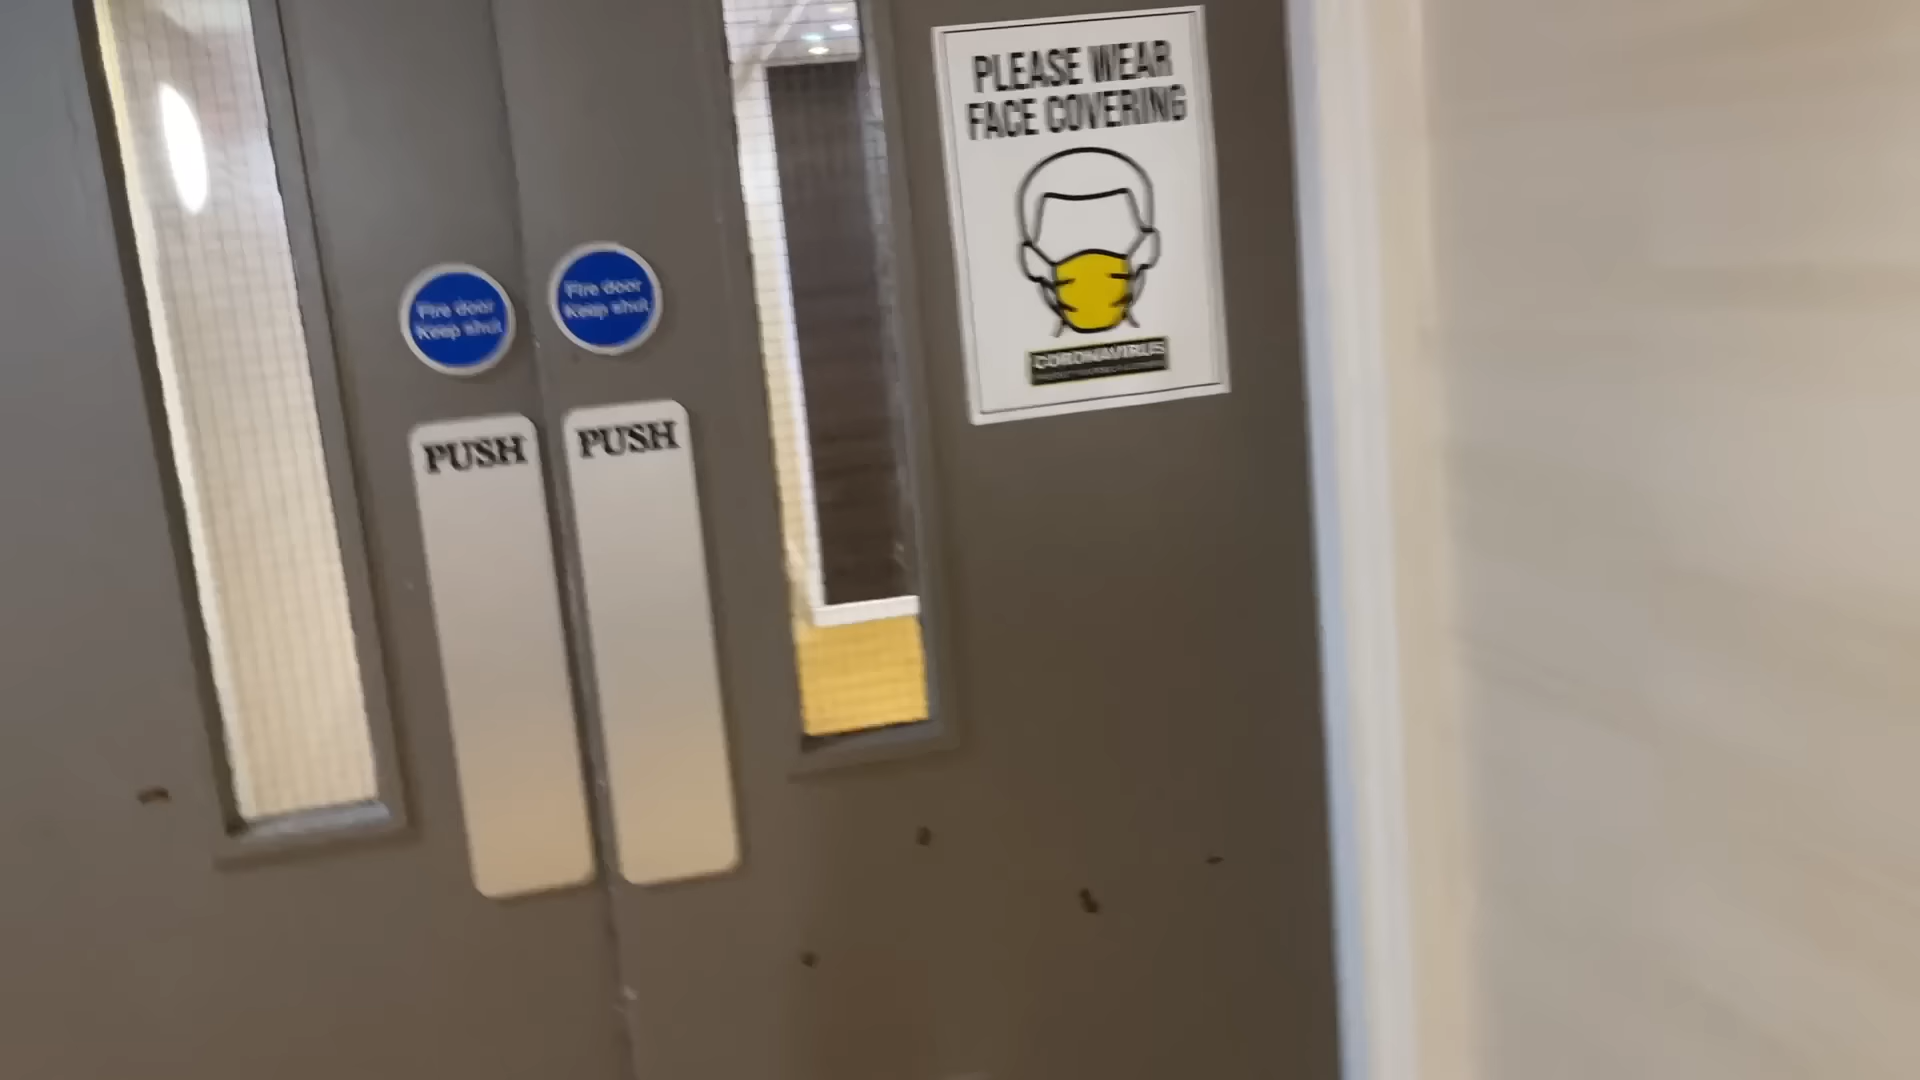 PLEASE WEAR
FACE COVERING
CORONAVIRUS
Fire door
Keep shut
Fire door
Keep shut
PUSH
PUSH